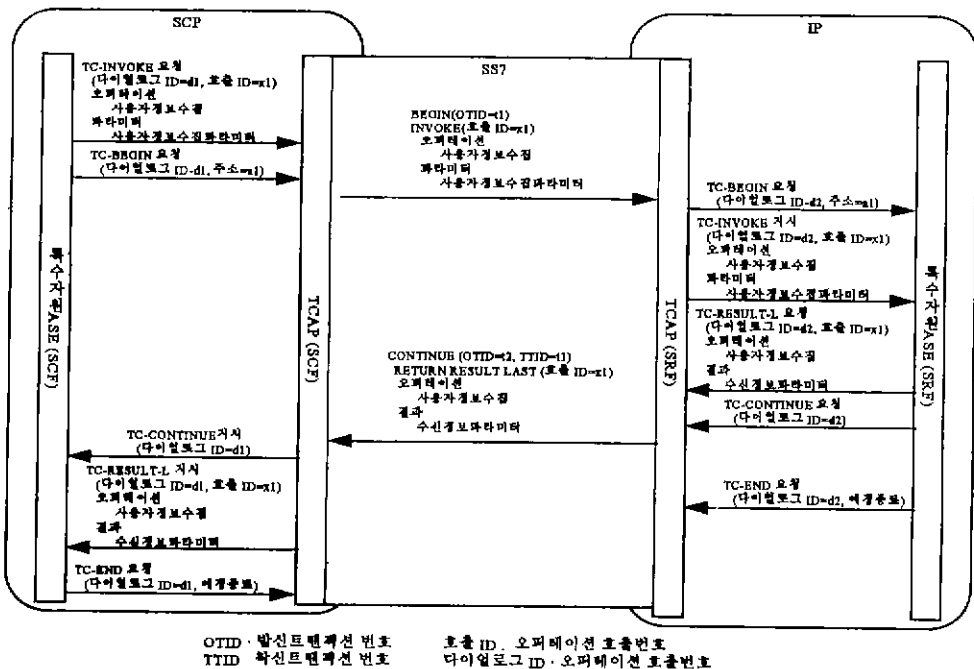 SCP
IP
SS7
TC-INVOKE 요청
(다이얼로그 ID=d1, 호출 ID=x1)
오퍼레이션
사용자정보수집
파라미터
사용자정보수집파라미터
TC-BEGIN 요청
(다이얼로그 ID-d1, 주소=a1)
BEGIN(OTID=t1)
INVOKE(호출 ID=x1)
오퍼레이션
사용자정보수집
파라미터
사용자정보수집파라미터
TC-BEGIN 요청
(다이얼로그 ID-d2, 주소=a1)
TC-INVOKE 지시
(다이얼로그 ID=d2, 호출 ID=x1)
오퍼레이션
사용자정보수집
파라미터
사용자정보수집파라미터
TC-RESULT-L 요청
(다이얼로그 ID=d2, 호출 ID=x1)
오퍼레이션
사용자정보수집
결과
수신정보파라미터
TC-CONTINUE 요청
(다이얼로그 ID=d2)
CONTINUE (OTID=t2, TTID=t1)
RETURN RESULT LAST (호출 ID=x1)
오퍼레이션
사용자정보수집
결과
수신정보파라미터
TC-CONTINUE지시
(다이얼로그 ID=d1)
TC-RESULT-L 지시
(다이얼로그 ID=d1, 호출 ID=x1)
오퍼레이션
사용자정보수집
결과
수신정보파라미터
TC-END 요청
(다이얼로그 ID=d2, 예정종료)
TC-END 요청
(다이얼로그 ID=d1, 예정종료)
특수자원ASE (SCF)
TCAP (SCF)
TCAP (SRF)
특수자원ASE (SRF)
OTID · 발신트랜잭션 번호
호출 ID . 오퍼레이션 호출번호
TTID 착신트랜잭션 번호
다이얼로그 ID · 오퍼레이션 호출번호